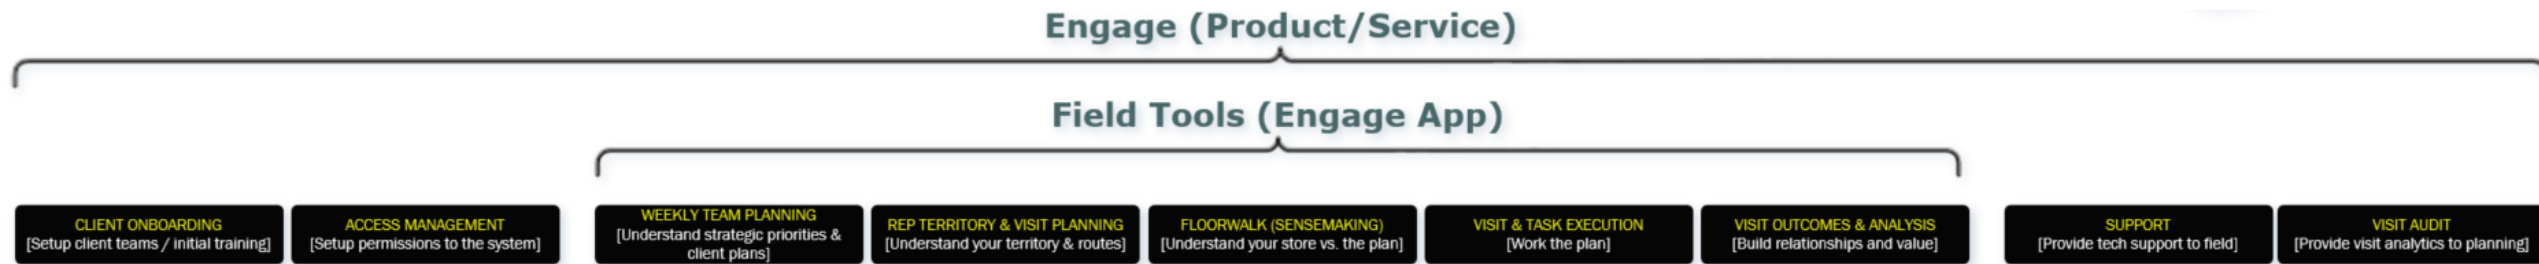 Engage (Product/Service)
Field Tools (Engage App)
CLIENT ONBOARDING
[Setup client teams / initial training]
ACCESS MANAGEMENT
[Setup permissions to the system]
WEEKLY TEAM PLANNING
[Understand strategic priorities &
client plans]
REP TERRITORY & VISIT PLANNING
[Understand your territory & routes]
FLOORWALK (SENSEMAKING)
[Understand your store vs. the plan]
VISIT & TASK EXECUTION
[Work the plan]
VISIT OUTCOMES & ANALYSIS
[Build relationships and value]
SUPPORT
[Provide tech support to field]
VISIT AUDIT
[Provide visit analytics to planning]